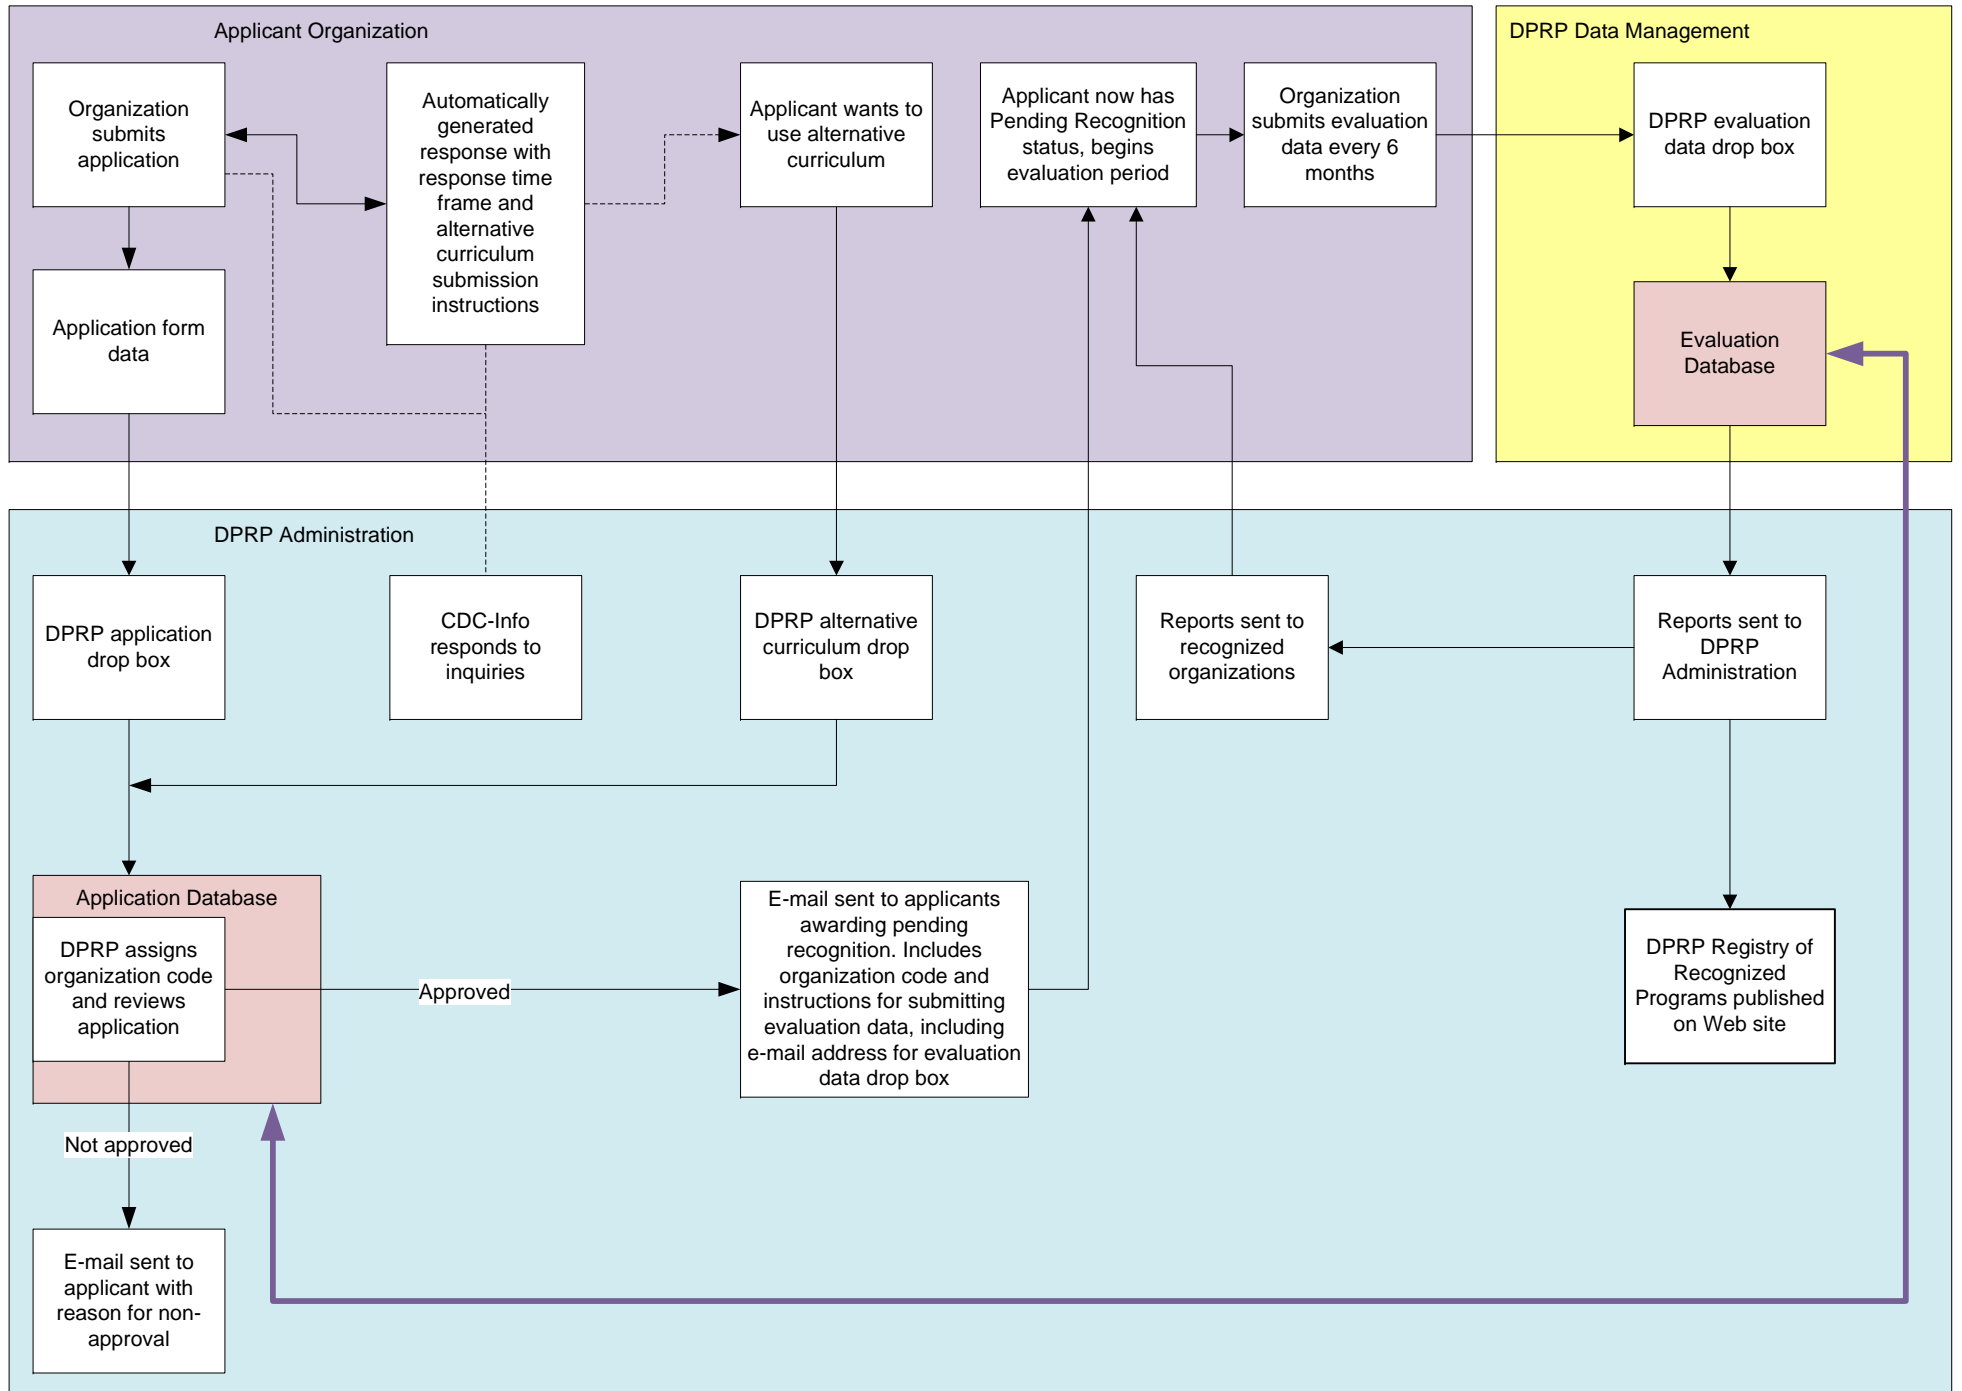 Applicant Organization
Organization
submits
application
Automatically
generated
response with
response time
frame and
alternative
curriculum
submission
instructions
Applicant wants to
use alternative
curriculum
Applicant now has
Pending Recognition
status, begins
evaluation period
Organization
submits evaluation
data every 6
months
Application form
data
DPRP Data Management
DPRP evaluation
data drop box
Evaluation
Database
DPRP Administration
DPRP application
drop box
CDC-Info
responds to
inquiries
DPRP alternative
curriculum drop
box
Reports sent to
recognized
organizations
Reports sent to
DPRP
Administration
Application Database
DPRP assigns
organization code
and reviews
application
Approved
E-mail sent to applicants
awarding pending
recognition. Includes
organization code and
instructions for submitting
evaluation data, including
e-mail address for evaluation
data drop box
DPRP Registry of
Recognized
Programs published
on Web site
Not approved
E-mail sent to
applicant with
reason for non-
approval